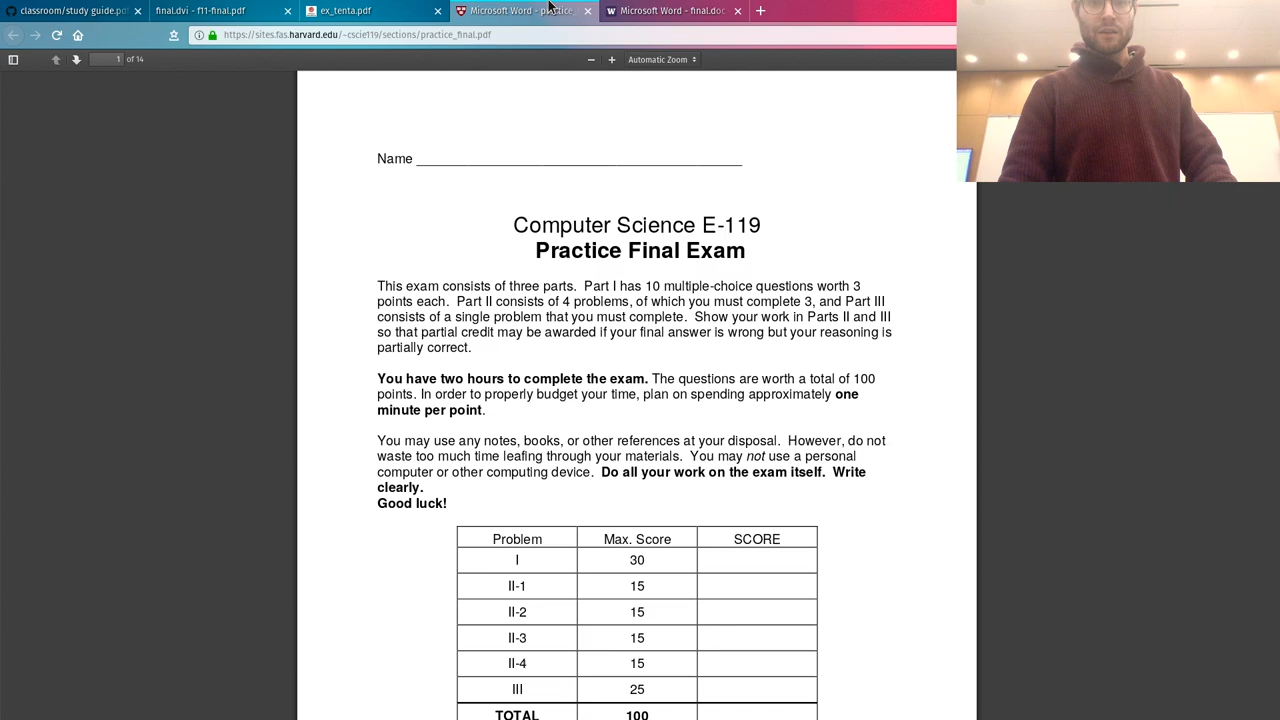 classroom/study guide.pd
final.dvi - f11-final.pdf
ex_tenta.pdf
Microsoft Word - practice_
Microsoft Word - final.doc
https://sites.fas.harvard.edu/~cscie119/sections/practice_final.pdf
1 of 14
Automatic Zoom
Name
Computer Science E-119
Practice Final Exam
This exam consists of three parts. Part I has 10 multiple-choice questions worth 3
points each. Part II consists of 4 problems, of which you must complete 3, and Part III
consists of a single problem that you must complete. Show your work in Parts II and III
so that partial credit may be awarded if your final answer is wrong but your reasoning is
partially correct.
You have two hours to complete the exam. The questions are worth a total of 100
points. In order to properly budget your time, plan on spending approximately one
minute per point.
You may use any notes, books, or other references at your disposal. However, do not
waste too much time leafing through your materials. You may not use a personal
computer or other computing device. Do all your work on the exam itself. Write
clearly.
Good luck!
Problem Max. Score SCORE
I 30
II-1 15
II-2 15
II-3 15
II-4 15
III 25
TOTAL 100